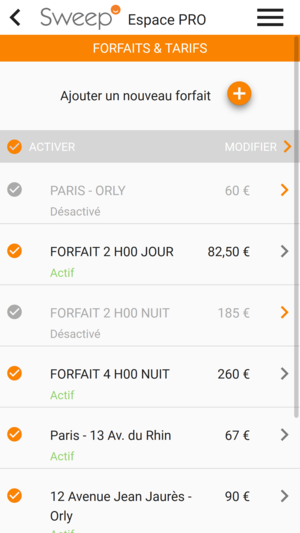 Sweep Espace PRO
FORFAITS & TARIFS
Ajouter un nouveau forfait +
ACTIVER MODIFIER
PARIS - ORLY 60 €
Désactivé
FORFAIT 2 H00 JOUR 82,50 €
Actif
FORFAIT 2 H00 NUIT 185 €
Désactivé
FORFAIT 4 H00 NUIT 260 €
Actif
Paris - 13 Av. du Rhin 67 €
Actif
12 Avenue Jean Jaurès - 90 €
Orly
Actif